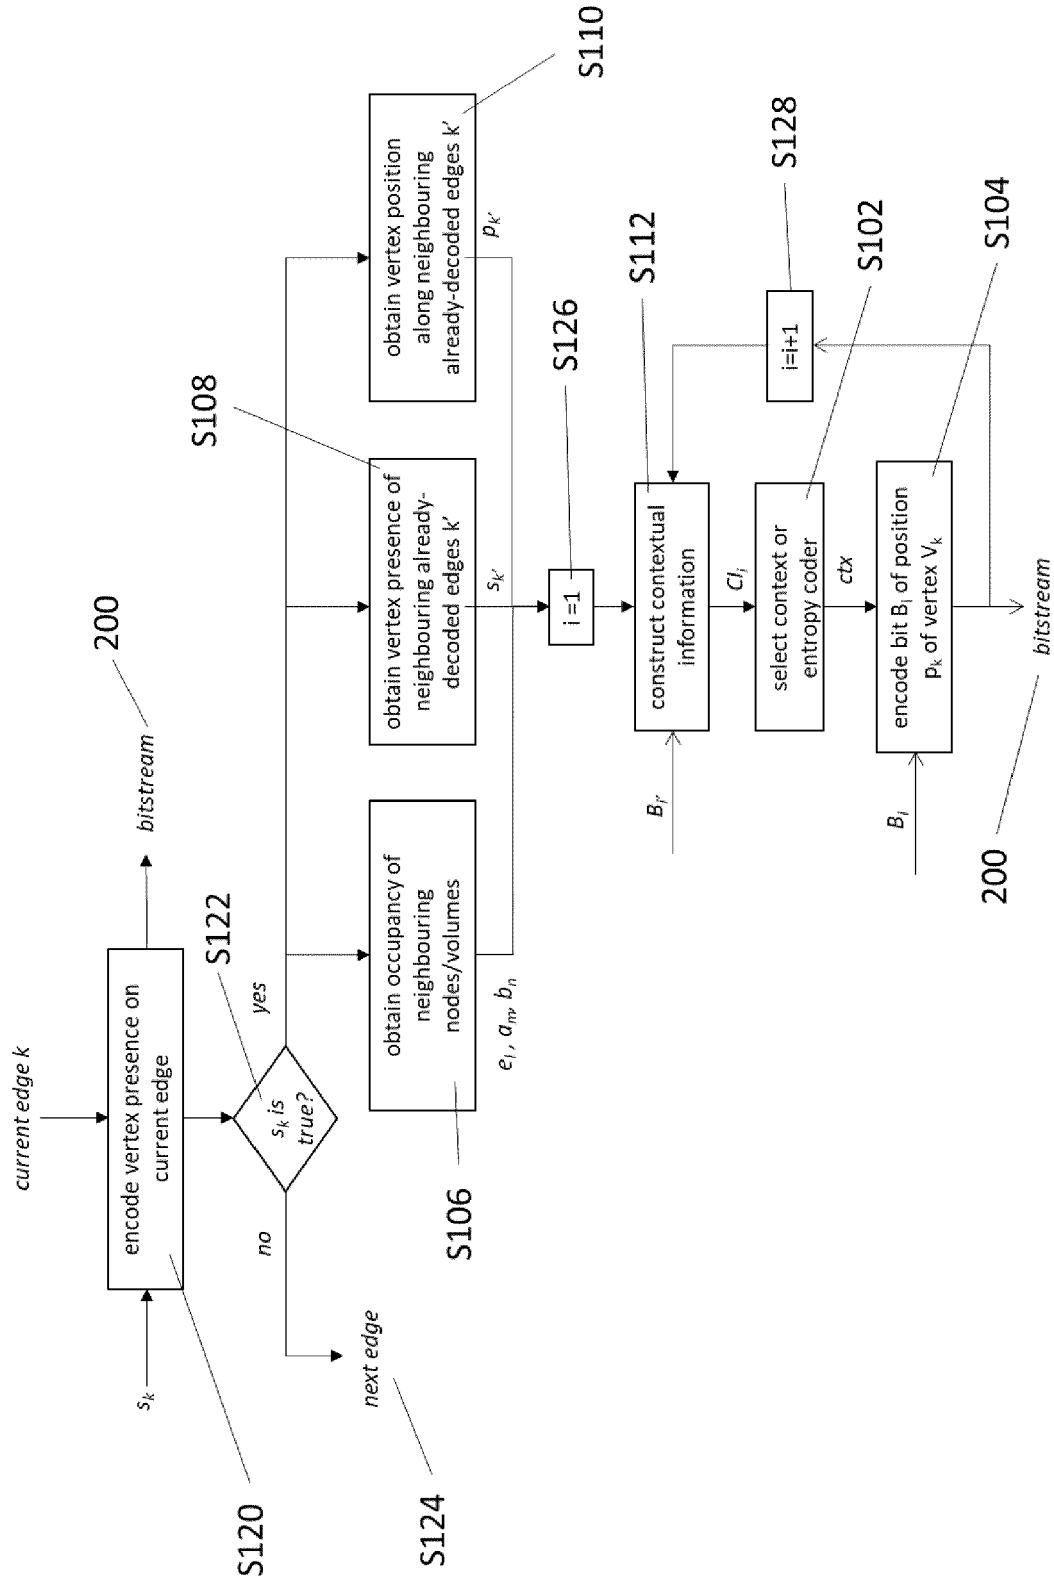 current edge k
s_k
encode vertex presence on
current edge
bitstream
200
S120
S122
s_k is
true?
no
yes
next edge
S124
S108
obtain occupancy of
neighbouring
nodes/volumes
S106
obtain vertex presence of
neighbouring already-
decoded edges k'
obtain vertex position
along neighbouring
already-decoded edges k'
S110
e_l , a_m, b_n
s_k'
p_k'
i=1
S126
B_i'
construct contextual
information
S112
CI_i
i=i+1
S128
select context or
entropy coder
S102
ctx
B_i
encode bit B_i of position
p_k of vertex V_k
S104
200
bitstream